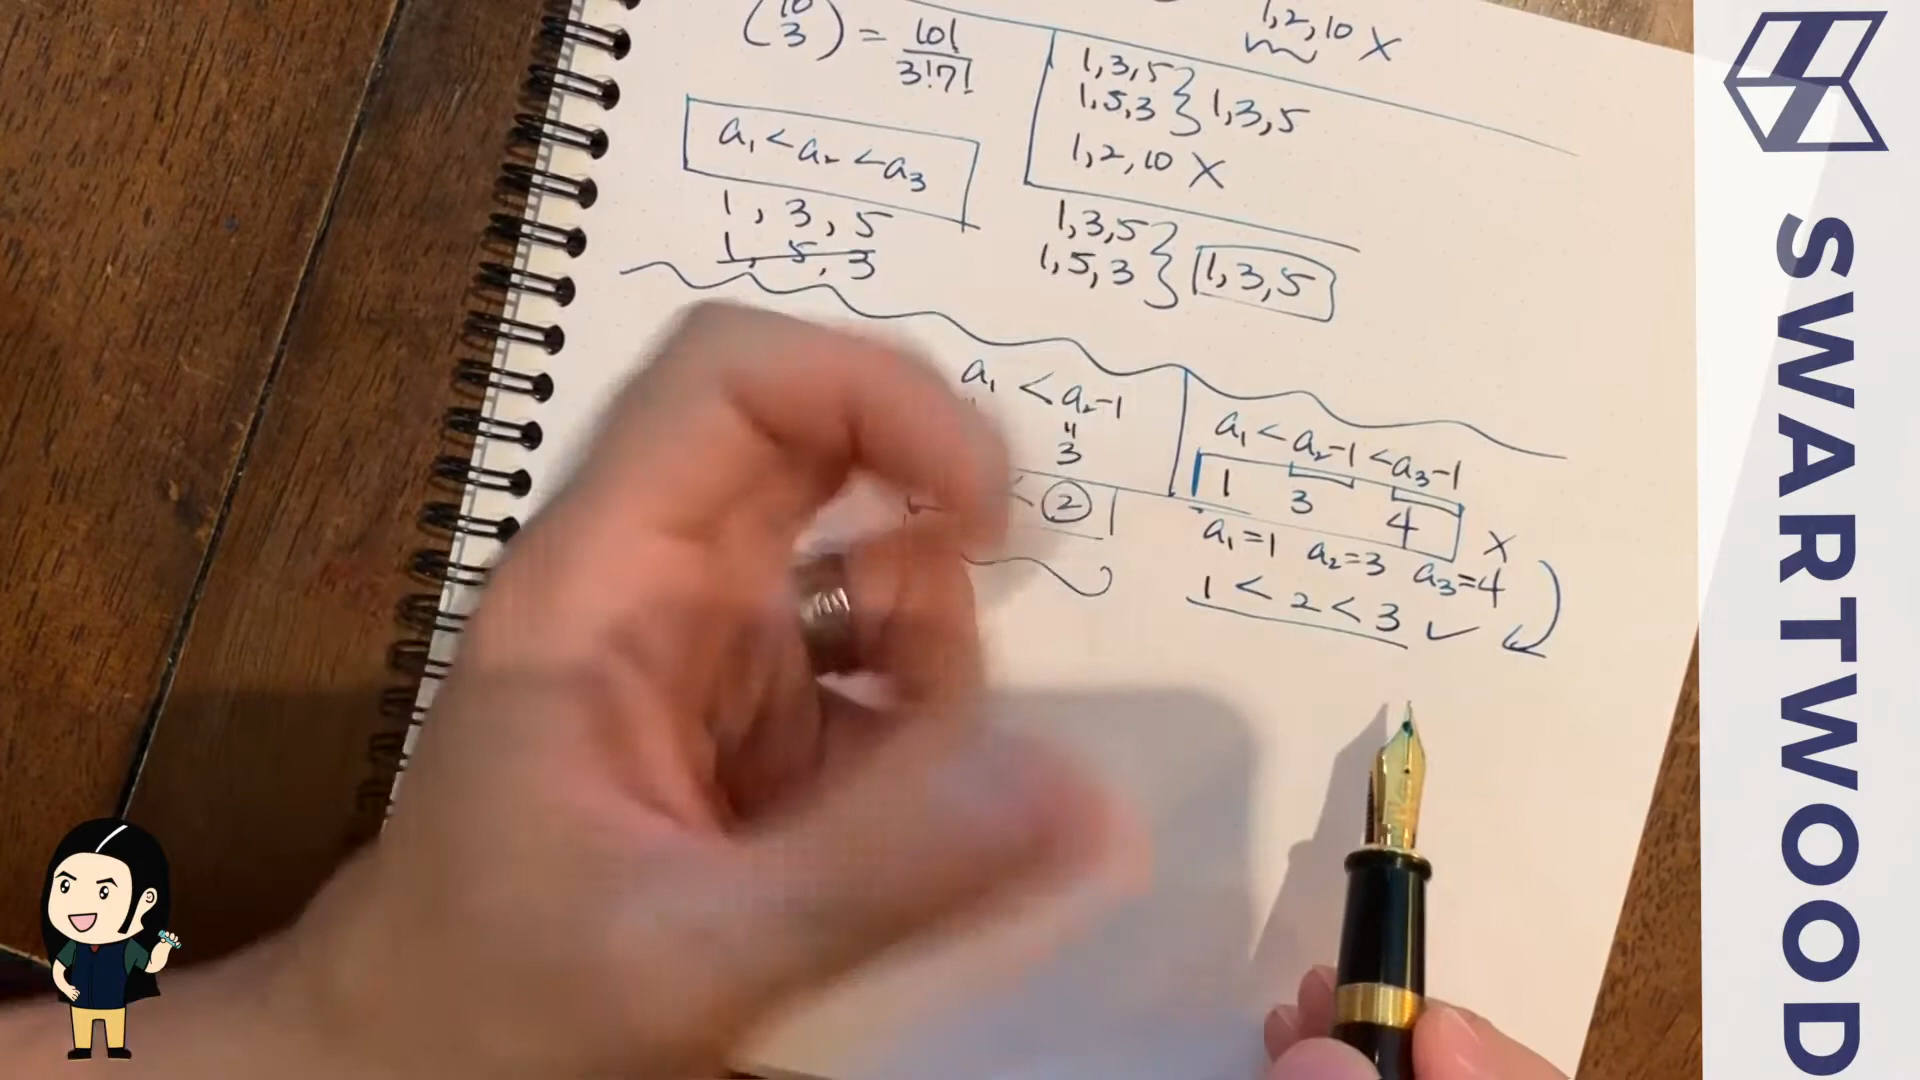 1, 2, 10 X
(10 3) = 10! / 3!7!
a₁ < a₂ < a₃
1, 3, 5
1, 5, 3
1, 3, 5
1, 5, 3 } 1, 3, 5
1, 2, 10 X
1, 3, 5
1, 5, 3 } 1, 3, 5
a₁ < a₂-1
" 3
< 2
a₁ < a₂-1 < a₃-1
1 3 4 X
a₁=1 a₂=3 a₃=4
1 < 2 < 3 ✓
SWARTWOOD